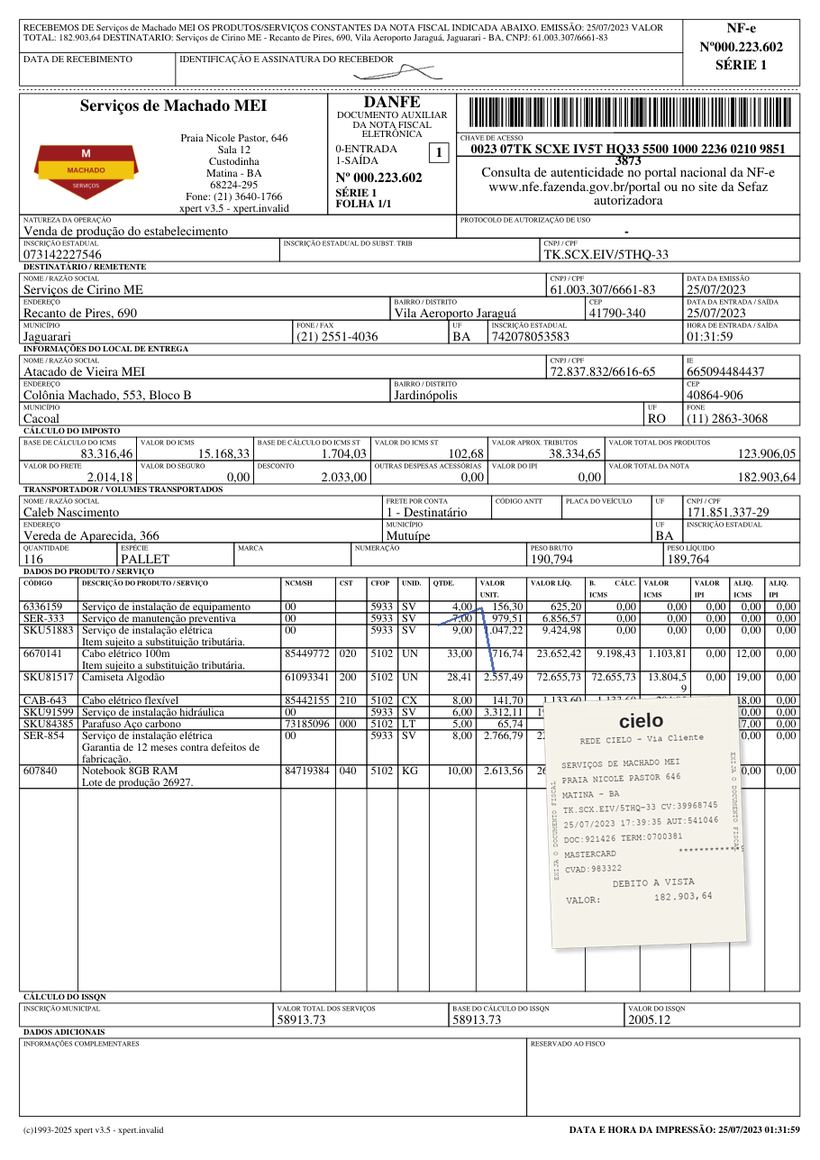 RECEBEMOS DE Serviços de Machado MEI OS PRODUTOS/SERVIÇOS CONSTANTES DA NOTA FISCAL INDICADA ABAIXO. EMISSÃO: 25/07/2023 VALOR
TOTAL: 182.903,64 DESTINATARIO: Serviços de Cirino ME - Recanto de Pires, 690, Vila Aeroporto Jaraguá, Jaguarari - BA, CNPJ: 61.003.307/6661-83
DATA DE RECEBIMENTO IDENTIFICAÇÃO E ASSINATURA DO RECEBEDOR
NF-e
Nº000.223.602
SÉRIE 1
Serviços de Machado MEI
M
MACHADO
SERVIÇOS
Praia Nicole Pastor, 646
Sala 12
Custodinha
Matina - BA
68224-295
Fone: (21) 3640-1766
xpert v3.5 - xpert.invalid
DANFE
DOCUMENTO AUXILIAR
DA NOTA FISCAL
ELETRÔNICA
0-ENTRADA
1-SAÍDA
1
Nº 000.223.602
SÉRIE 1
FOLHA 1/1
CHAVE DE ACESSO
0023 07TK SCXE IV5T HQ33 5500 1000 2236 0210 9851
3873
Consulta de autenticidade no portal nacional da NF-e
www.nfe.fazenda.gov.br/portal ou no site da Sefaz
autorizadora
NATUREZA DA OPERAÇÃO PROTOCOLO DE AUTORIZAÇÃO DE USO
Venda de produção do estabelecimento -
INSCRIÇÃO ESTADUAL INSCRIÇÃO ESTADUAL DO SUBST. TRIB CNPJ / CPF
073142227546 TK.SCX.EIV/5THQ-33
DESTINATÁRIO / REMETENTE
NOME / RAZÃO SOCIAL CNPJ / CPF DATA DA EMISSÃO
Serviços de Cirino ME 61.003.307/6661-83 25/07/2023
ENDEREÇO BAIRRO / DISTRITO CEP DATA DA ENTRADA / SAÍDA
Recanto de Pires, 690 Vila Aeroporto Jaraguá 41790-340 25/07/2023
MUNICÍPIO FONE / FAX UF INSCRIÇÃO ESTADUAL HORA DE ENTRADA / SAÍDA
Jaguarari (21) 2551-4036 BA 742078053583 01:31:59
INFORMAÇÕES DO LOCAL DE ENTREGA
NOME / RAZÃO SOCIAL CNPJ / CPF IE
Atacado de Vieira MEI 72.837.832/6616-65 665094484437
ENDEREÇO BAIRRO / DISTRITO CEP
Colônia Machado, 553, Bloco B Jardinópolis 40864-906
MUNICÍPIO UF FONE
Cacoal RO (11) 2863-3068
CÁLCULO DO IMPOSTO
BASE DE CÁLCULO DO ICMS VALOR DO ICMS BASE DE CÁLCULO DO ICMS ST VALOR DO ICMS ST VALOR APROX. TRIBUTOS VALOR TOTAL DOS PRODUTOS
83.316,46 15.168,33 1.704,03 102,68 38.334,65 123.906,05
VALOR DO FRETE VALOR DO SEGURO DESCONTO OUTRAS DESPESAS ACESSÓRIAS VALOR DO IPI VALOR TOTAL DA NOTA
2.014,18 0,00 2.033,00 0,00 0,00 182.903,64
TRANSPORTADOR / VOLUMES TRANSPORTADOS
NOME / RAZÃO SOCIAL FRETE POR CONTA CÓDIGO ANTT PLACA DO VEÍCULO UF CNPJ / CPF
Caleb Nascimento 1 - Destinatário 171.851.337-29
ENDEREÇO MUNICÍPIO UF INSCRIÇÃO ESTADUAL
Vereda de Aparecida, 366 Mutuípe BA
QUANTIDADE ESPÉCIE MARCA NUMERAÇÃO PESO BRUTO PESO LÍQUIDO
116 PALLET 190,794 189,764
DADOS DO PRODUTO / SERVIÇO
CÓDIGO DESCRIÇÃO DO PRODUTO / SERVIÇO NCM/SH CST CFOP UNID. QTDE. VALOR VALOR LÍQ. B. CÁLC. VALOR VALOR ALIQ. ALIQ.
UNIT. ICMS ICMS IPI ICMS IPI
6336159 Serviço de instalação de equipamento 00 5933 SV 4,00 156,30 625,20 0,00 0,00 0,00 0,00 0,00
SER-333 Serviço de manutenção preventiva 00 5933 SV 7,00 979,51 6.856,57 0,00 0,00 0,00 0,00 0,00
SKU51883 Serviço de instalação elétrica 00 5933 SV 9,00 .047,22 9.424,98 0,00 0,00 0,00 0,00 0,00
Item sujeito a substituição tributária.
6670141 Cabo elétrico 100m 85449772 020 5102 UN 33,00 716,74 23.652,42 9.198,43 1.103,81 0,00 12,00 0,00
Item sujeito a substituição tributária.
SKU81517 Camiseta Algodão 61093341 200 5102 UN 28,41 2.557,49 72.655,73 72.655,73 13.804,5 0,00 19,00 0,00
9
CAB-643 Cabo elétrico flexível 85442155 210 5102 CX 8,00 141,70 1.133,60 1.133,60 18,00 0,00
SKU91599 Serviço de instalação hidráulica 00 5933 SV 6,00 3.312,11 0,00 0,00
SKU84385 Parafuso Aço carbono 73185096 000 5102 LT 5,00 65,74 7,00 0,00
SER-854 Serviço de instalação elétrica 00 5933 SV 8,00 2.766,79 0,00 0,00
Garantia de 12 meses contra defeitos de
fabricação.
607840 Notebook 8GB RAM 84719384 040 5102 KG 10,00 2.613,56 26 0,00 0,00
Lote de produção 26927.
cielo
REDE CIELO - Via Cliente
SERVIÇOS DE MACHADO MEI
PRAIA NICOLE PASTOR 646
MATINA - BA
TK.SCX.EIV/5THQ-33 CV:39968745
25/07/2023 17:39:35 AUT:541046
DOC:921426 TERM:0700381
MASTERCARD ************
CVAD:983322
DEBITO A VISTA
VALOR: 182.903,64
EXIJA O DOCUMENTO FISCAL
EXIJA O DOCUMENTO FISCAL
CÁLCULO DO ISSQN
INSCRIÇÃO MUNICIPAL VALOR TOTAL DOS SERVIÇOS BASE DO CÁLCULO DO ISSQN VALOR DO ISSQN
58913.73 58913.73 2005.12
DADOS ADICIONAIS
INFORMAÇÕES COMPLEMENTARES RESERVADO AO FISCO
(c)1993-2025 xpert v3.5 - xpert.invalid DATA E HORA DA IMPRESSÃO: 25/07/2023 01:31:59